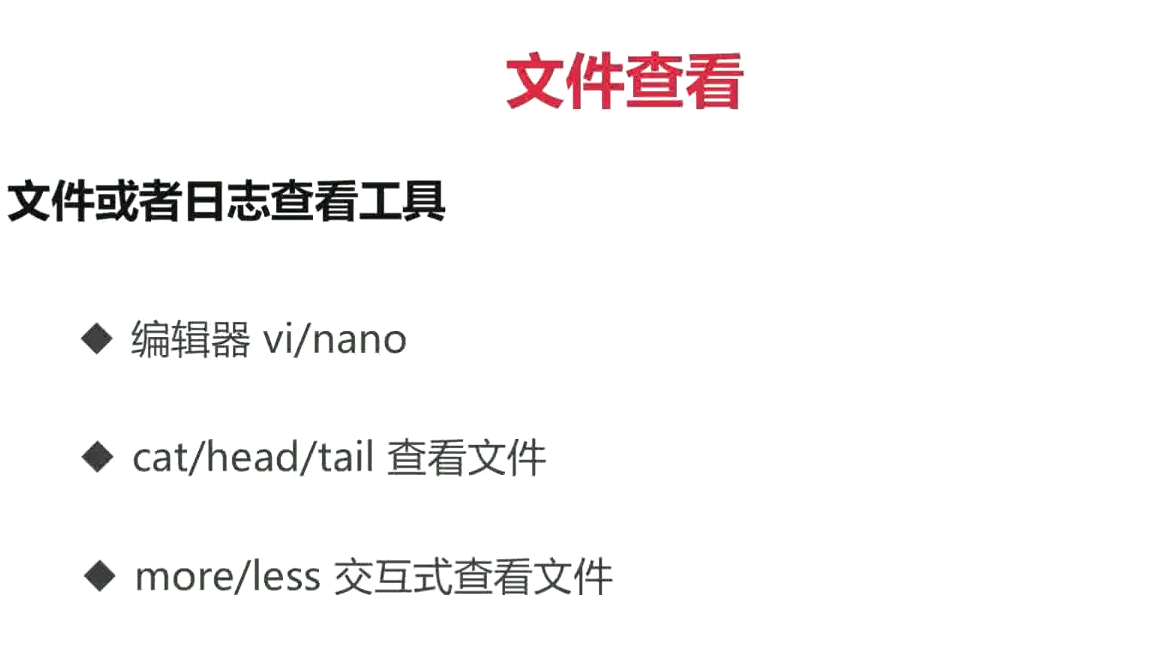 文件查看
文件或者日志查看工具
◆ 编辑器 vi/nano
◆ cat/head/tail 查看文件
◆ more/less 交互式查看文件